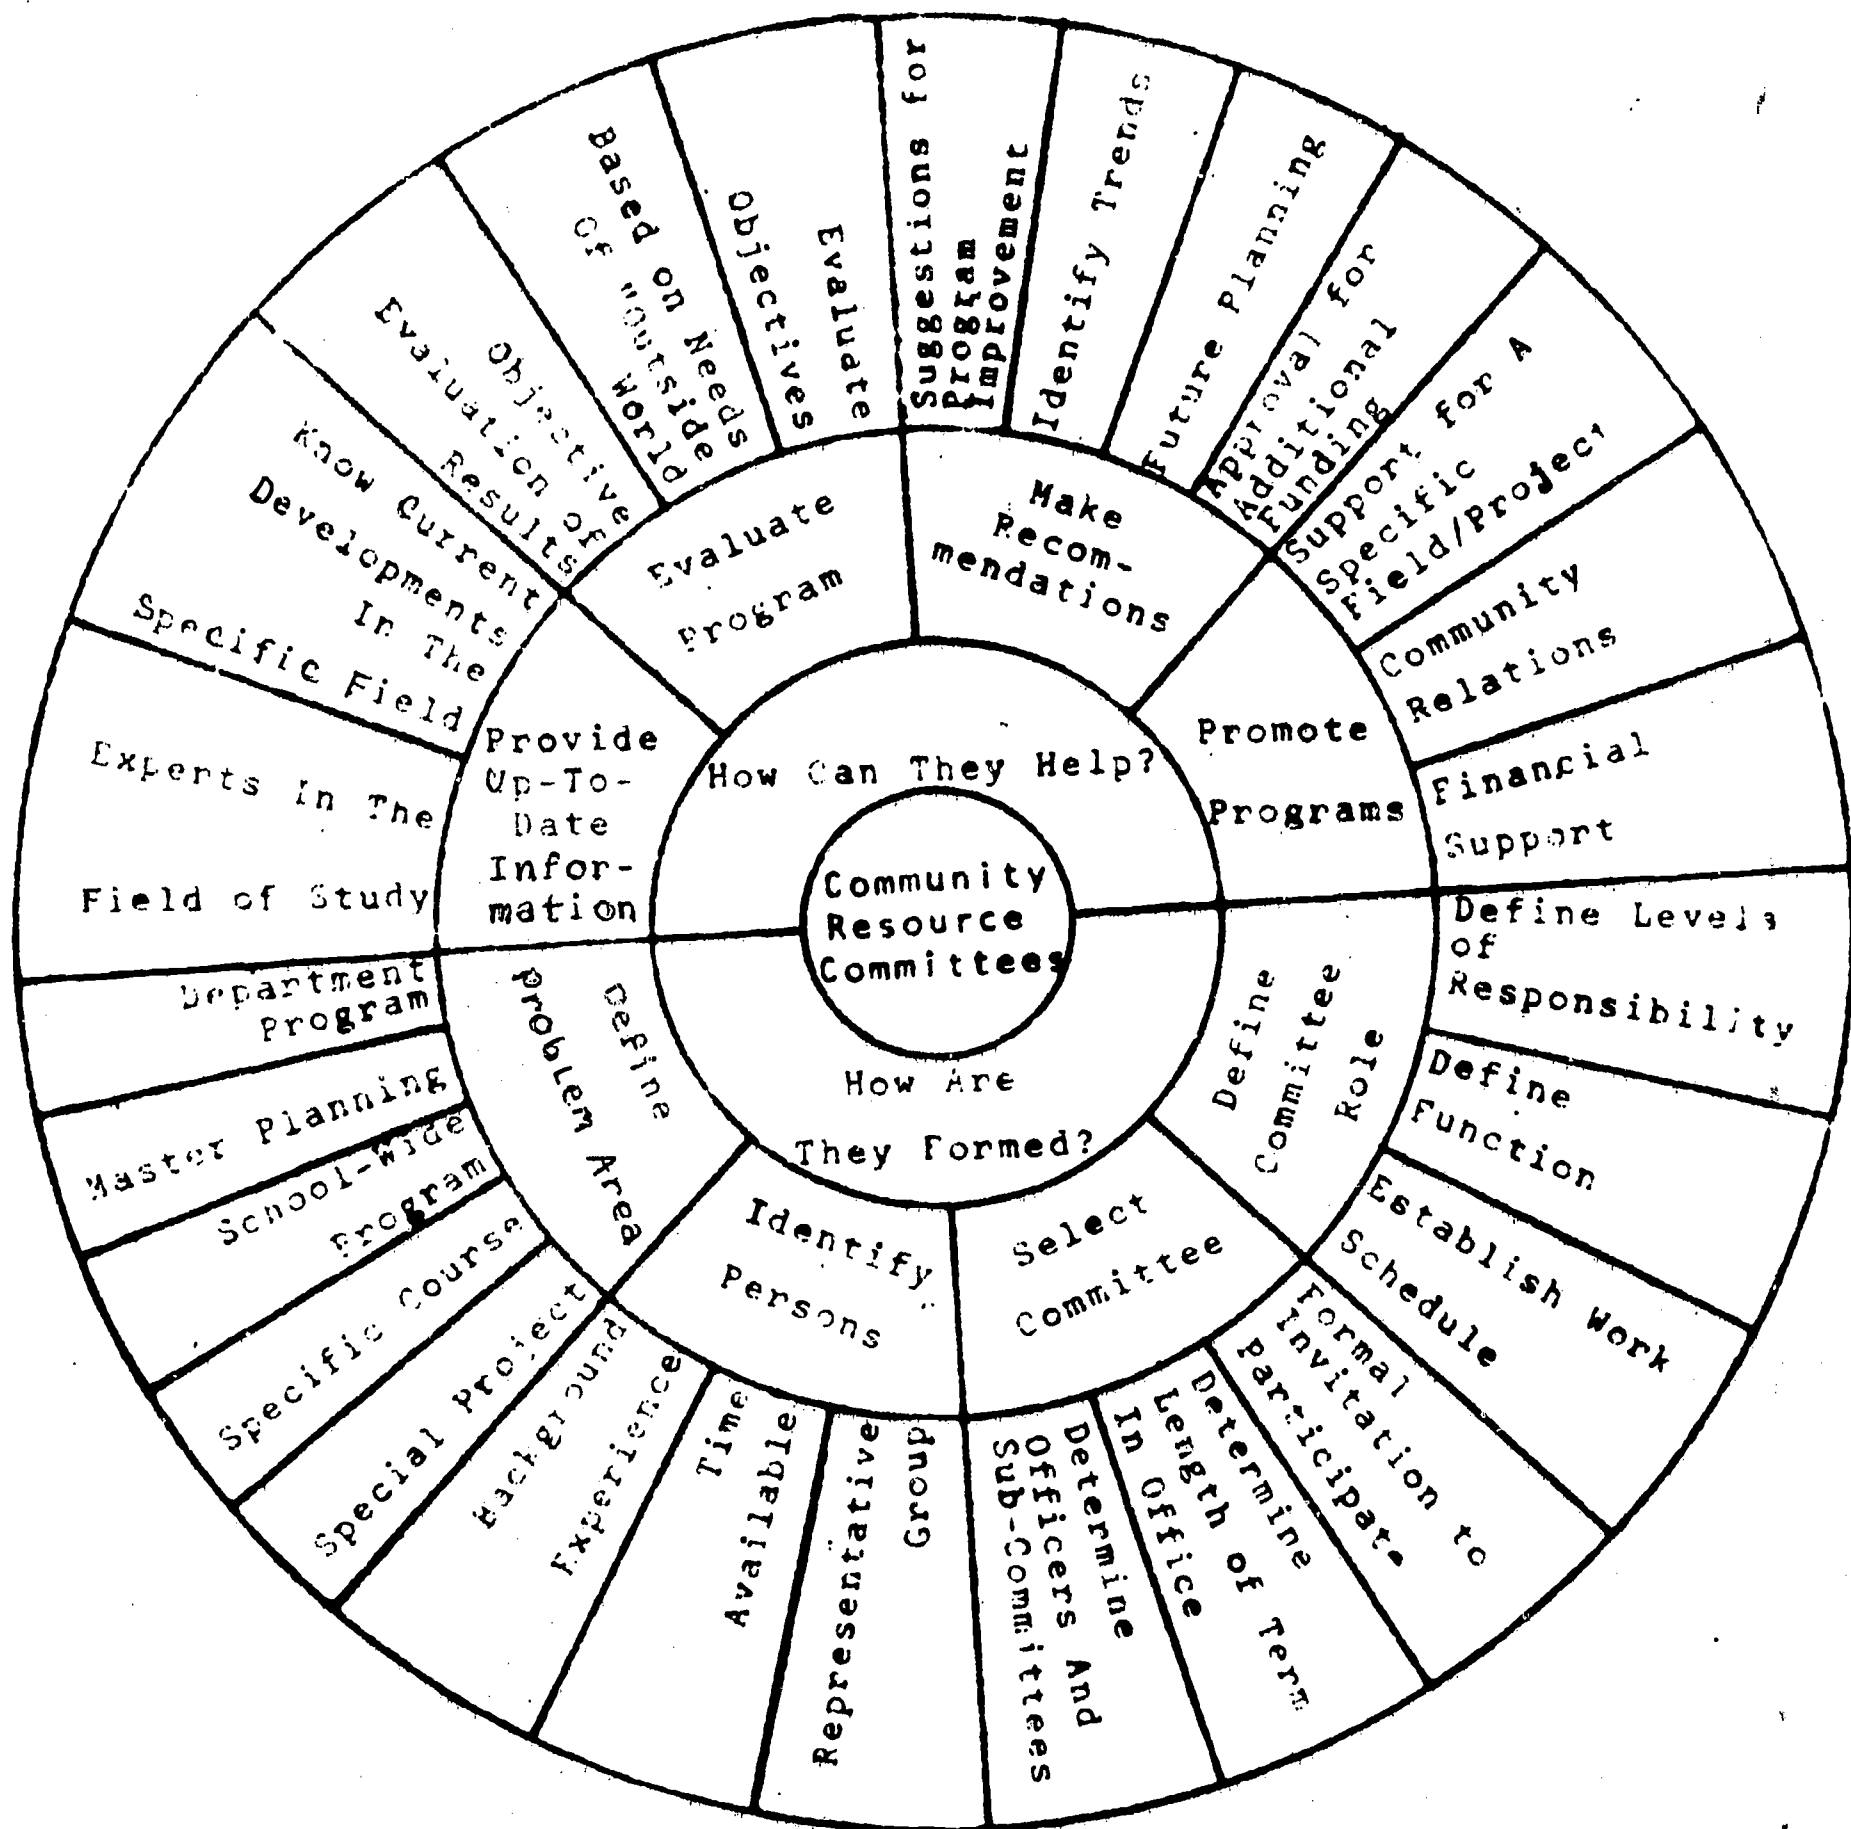 Community
Resource
Committees
How Can They Help?
How Are
They Formed?
Evaluate
Program
Make
Recom-
mendations
Promote
Programs
Define
Committee
Role
Select
Committee
Identify
Persons
Define
Problem Area
Provide
Up-To-
Date
Infor-
mation
Suggestions for
Program
Improvement
Identify Trends
Future Planning
Approval for
Additional
Funding
Support for A
Specific
Field/Project
Community
Relations
Financial
Support
Define Levels
of
Responsibility
Define
Function
Establish Work
Schedule
Formal
Invitation to
Participate
Determine
Length of Term
In Office
Determine
Officers And
Sub-Committees
Representative
Group
Time
Available
Background
Experience
Special Project
Specific Course
School-Wide
Program
Master Planning
Department
Program
Experts In The
Field of Study
Know Current
Developments
In The
Specific Field
Objective
Evaluation of
Results
Based on Needs
Of "Outside
World
Evaluate
Objectives